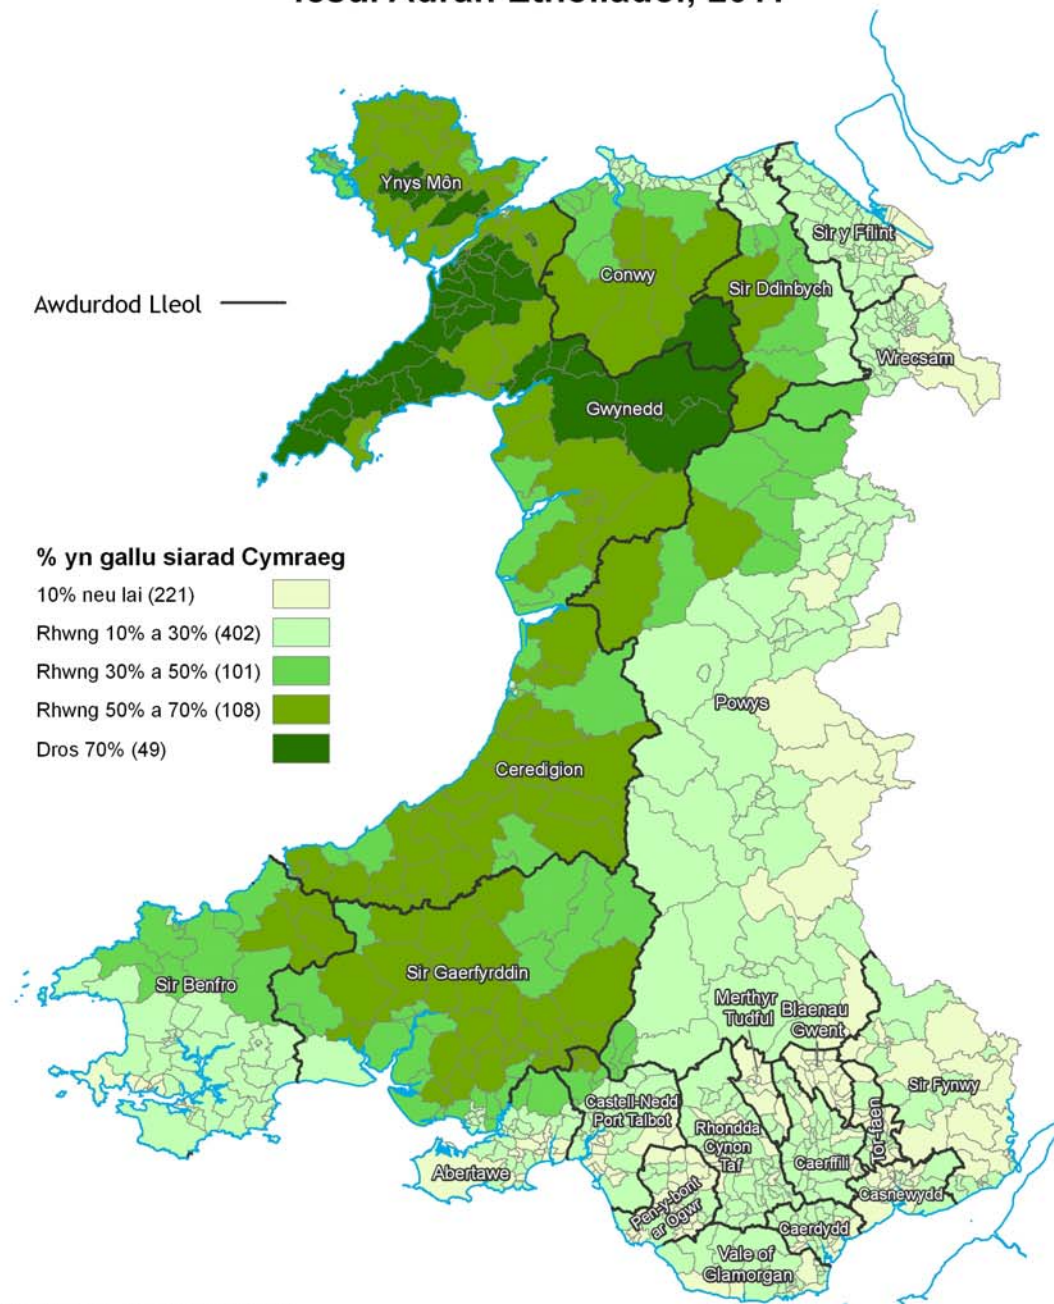 Ynys Môn
Sir y Fflint
Conwy
Sir Ddinbych
Awdurdod Lleol
Wrecsam
Gwynedd
% yn gallu siarad Cymraeg
10% neu lai (221)
Rhwng 10% a 30% (402)
Rhwng 30% a 50% (101)
Rhwng 50% a 70% (108)
Dros 70% (49)
Powys
Ceredigion
Sir Gaerfyrddin
Sir Benfro
Merthyr
Tudful
Blaenau
Gwent
Sir Fynwy
Castell-Nedd
Port Talbot
Rhondda
Cynon
Taf
Tor-faen
Caerffili
Abertawe
Casnewydd
Pen-y-bont
ar Ogwr
Caerdydd
Vale of
Glamorgan